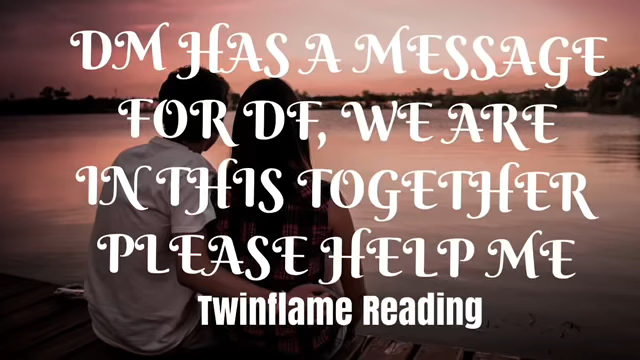 DM HAS A MESSAGE
FOR DF, WE ARE
IN THIS TOGETHER
PLEASE HELP ME
Twinflame Reading